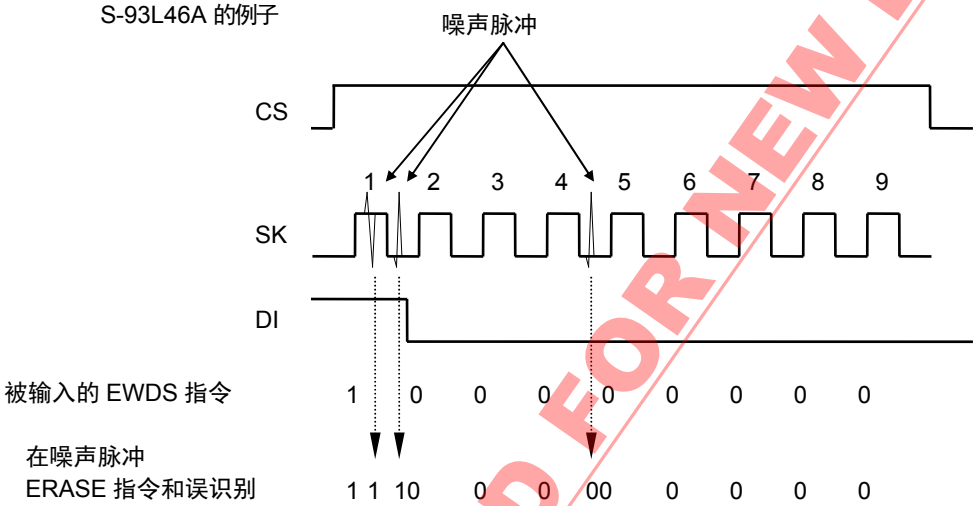 S-93L46A 的例子
噪声脉冲
CS
1 2 3 4 5 6 7 8 9
SK
DI
被输入的 EWDS 指令 1 0 0 0 0 0 0 0 0
在噪声脉冲
ERASE 指令和误识别 1 1 10 0 0 00 0 0 0 0
D FOR NEW